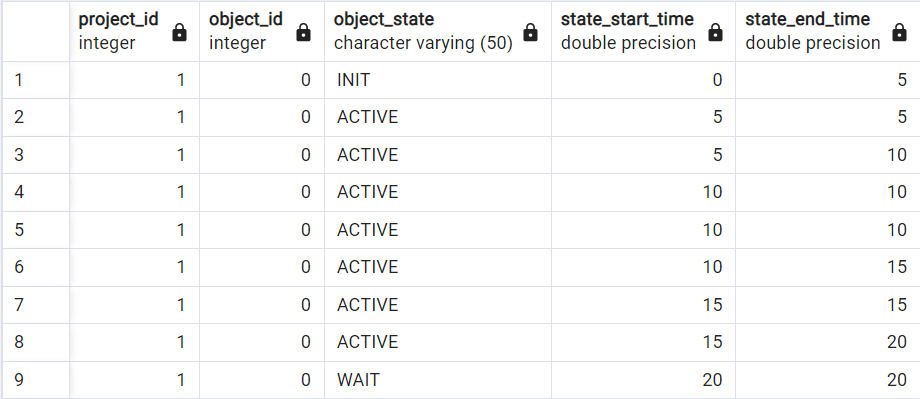 project_id object_id object_state state_start_time state_end_time
integer integer character varying (50) double precision double precision
1 1 0 INIT 0 5
2 1 0 ACTIVE 5 5
3 1 0 ACTIVE 5 10
4 1 0 ACTIVE 10 10
5 1 0 ACTIVE 10 10
6 1 0 ACTIVE 10 15
7 1 0 ACTIVE 15 15
8 1 0 ACTIVE 15 20
9 1 0 WAIT 20 20